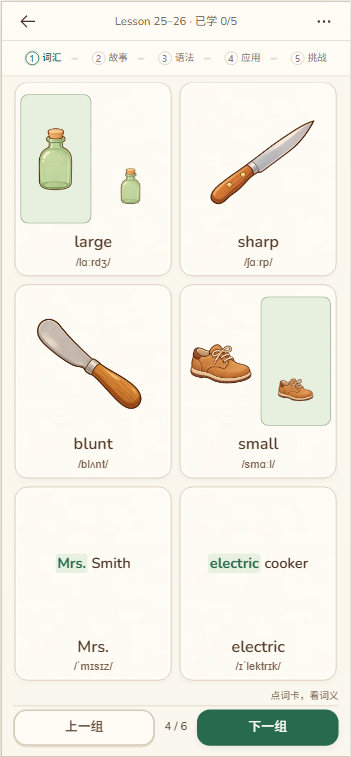 Lesson 25-26 · 已学 0/5
1 词汇 – 2 故事 – 3 语法 – 4 应用 – 5 挑战
large
/lɑːrdʒ/
sharp
/ʃɑːrp/
blunt
/blʌnt/
small
/smɑːl/
Mrs. Smith
Mrs.
/ˈmɪsɪz/
electric cooker
electric
/ɪˈlektrɪk/
点词卡，看词义
上一组
4 / 6
下一组